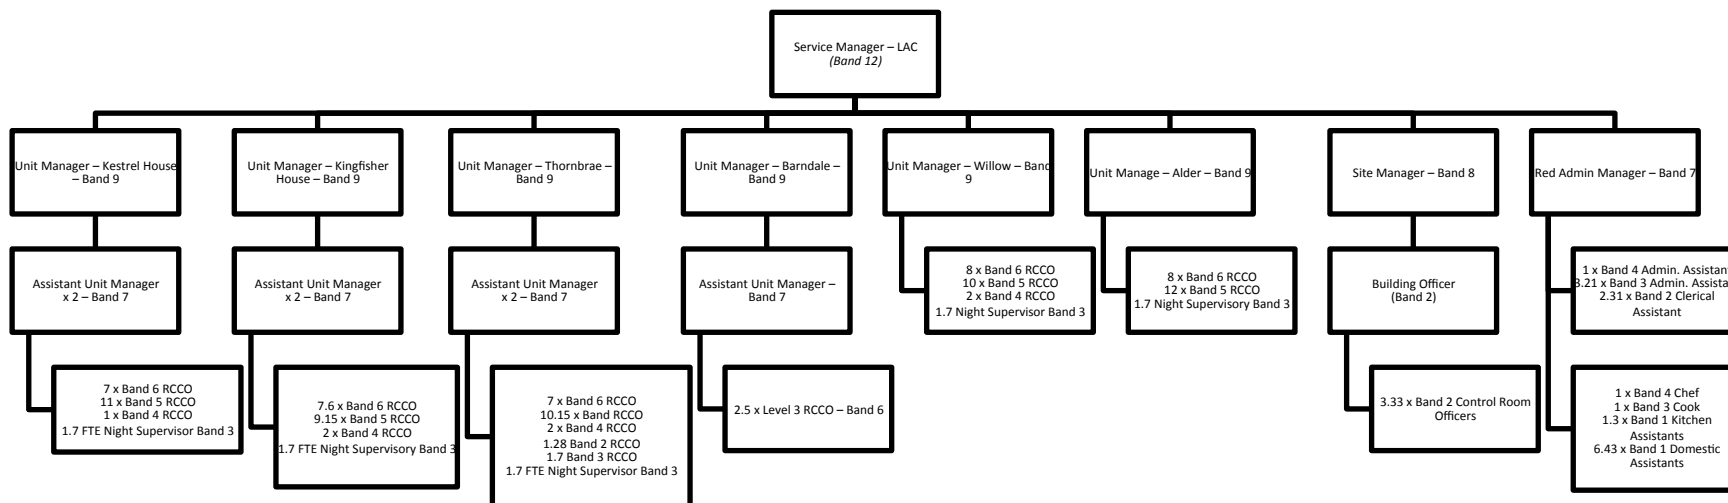 Service Manager – LAC
(Band 12)
Unit Manager – Kestrel House
– Band 9
Unit Manager – Kingfisher
House – Band 9
Unit Manager – Thornbrae –
Band 9
Unit Manager – Barndale –
Band 9
Unit Manager – Willow – Band
9
Unit Manage – Alder – Band 9
Site Manager – Band 8
Red Admin Manager – Band 7
Assistant Unit Manager
x 2 – Band 7
Assistant Unit Manager
x 2 – Band 7
Assistant Unit Manager
x 2 – Band 7
Assistant Unit Manager –
Band 7
8 x Band 6 RCCO
10 x Band 5 RCCO
2 x Band 4 RCCO
1.7 Night Supervisor Band 3
8 x Band 6 RCCO
12 x Band 5 RCCO
1.7 Night Supervisory Band 3
Building Officer
(Band 2)
1 x Band 4 Admin. Assistant
3.21 x Band 3 Admin. Assista
2.31 x Band 2 Clerical
Assistant
7 x Band 6 RCCO
11 x Band 5 RCCO
1 x Band 4 RCCO
1.7 FTE Night Supervisor Band 3
7.6 x Band 6 RCCO
9.15 x Band 5 RCCO
2 x Band 4 RCCO
1.7 FTE Night Supervisory Band 3
7 x Band 6 RCCO
10.15 x Band RCCO
2 x Band 4 RCCO
1.28 Band 2 RCCO
1.7 Band 3 RCCO
1.7 FTE Night Supervisor Band 3
2.5 x Level 3 RCCO – Band 6
3.33 x Band 2 Control Room
Officers
1 x Band 4 Chef
1 x Band 3 Cook
1.3 x Band 1 Kitchen
Assistants
6.43 x Band 1 Domestic
Assistants